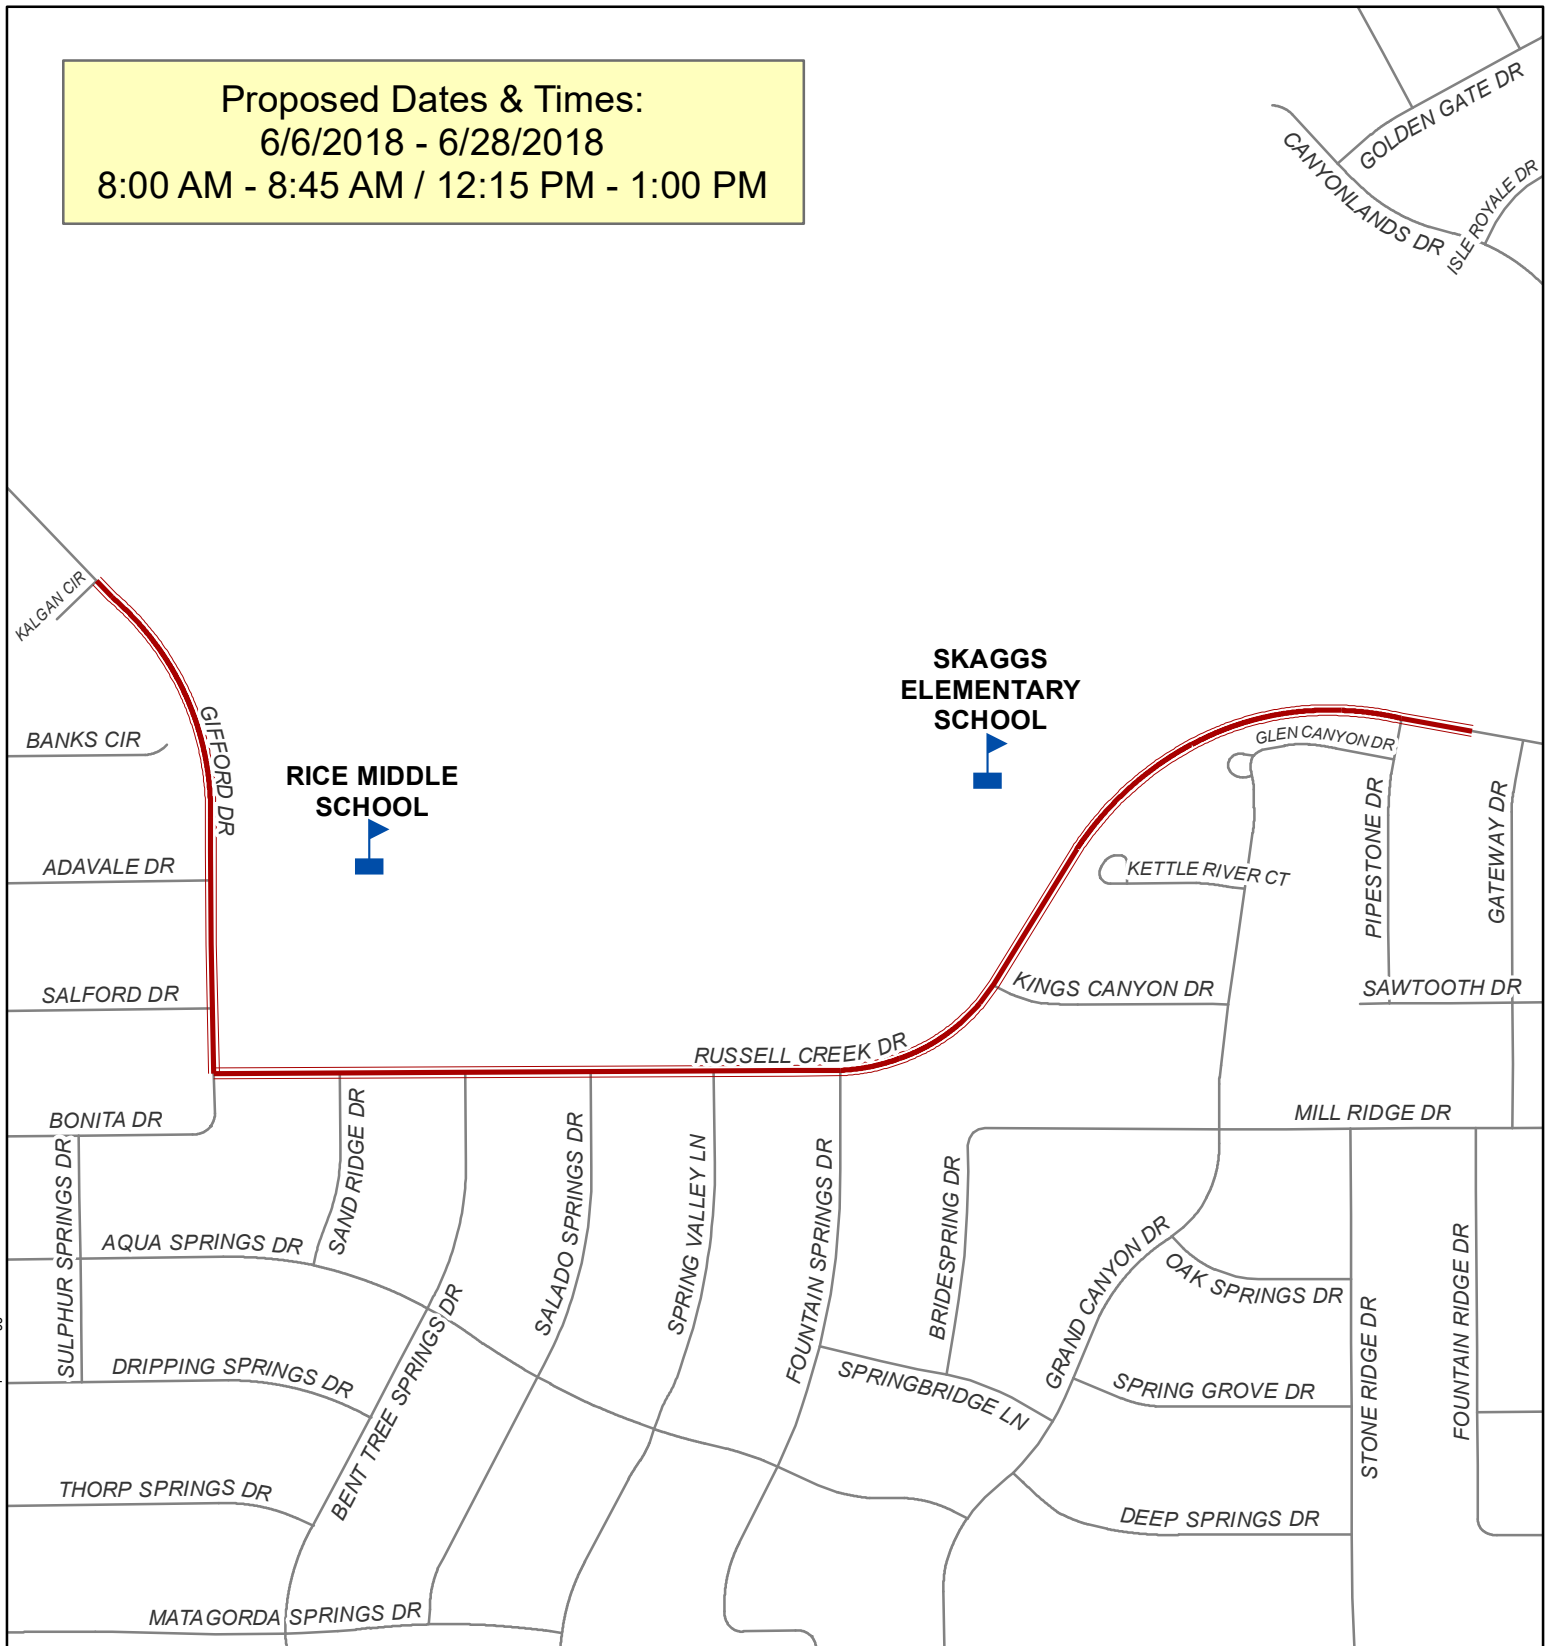 Proposed Dates & Times:
6/6/2018 - 6/28/2018
8:00 AM - 8:45 AM / 12:15 PM - 1:00 PM
GOLDEN GATE DR
CANYONLANDS DR
ISLE ROYALE DR
KALGAN CIR
GIFFORD DR
BANKS CIR
RICE MIDDLE
SCHOOL
SKAGGS
ELEMENTARY
SCHOOL
GLEN CANYON DR
PIPESTONE DR
GATEWAY DR
ADAVALE DR
KETTLE RIVER CT
SALFORD DR
KINGS CANYON DR
SAWTOOTH DR
RUSSELL CREEK DR
BONITA DR
MILL RIDGE DR
SULPHUR SPRINGS DR
SAND RIDGE DR
AQUA SPRINGS DR
SALADO SPRINGS DR
SPRING VALLEY LN
FOUNTAIN SPRINGS DR
BRIDESPRING DR
GRAND CANYON DR
OAK SPRINGS DR
STONE RIDGE DR
FOUNTAIN RIDGE DR
DRIPPING SPRINGS DR
BENT TREE SPRINGS DR
SPRINGBRIDGE LN
SPRING GROVE DR
THORP SPRINGS DR
DEEP SPRINGS DR
MATAGORDA SPRINGS DR